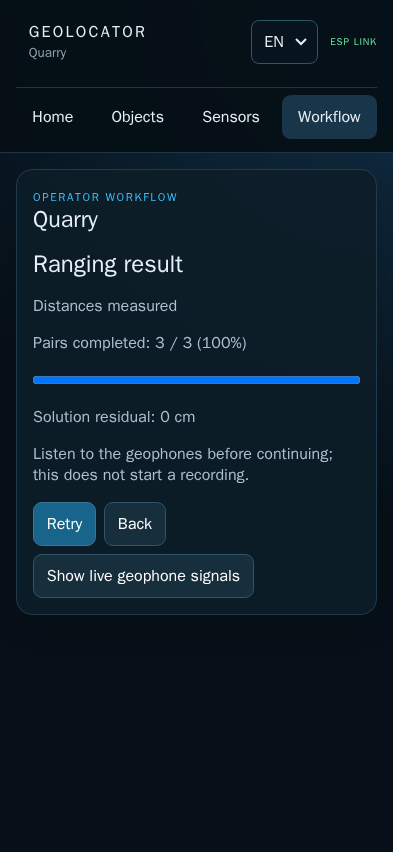 GEOLOCATOR
Quarry
EN
ESP LINK
Home
Objects
Sensors
Workflow
OPERATOR WORKFLOW
Quarry
Ranging result
Distances measured
Pairs completed: 3 / 3 (100%)
Solution residual: 0 cm
Listen to the geophones before continuing;
this does not start a recording.
Retry
Back
Show live geophone signals